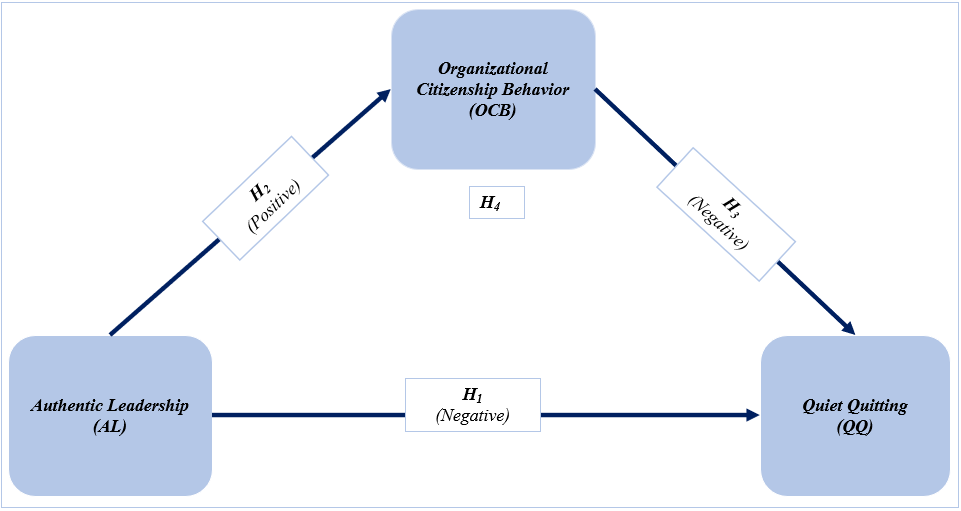 Organizational
Citizenship Behavior
(OCB)
H2
(Positive)
H3
(Negative)
H4
Authentic Leadership
(AL)
H1
(Negative)
Quiet Quitting
(QQ)